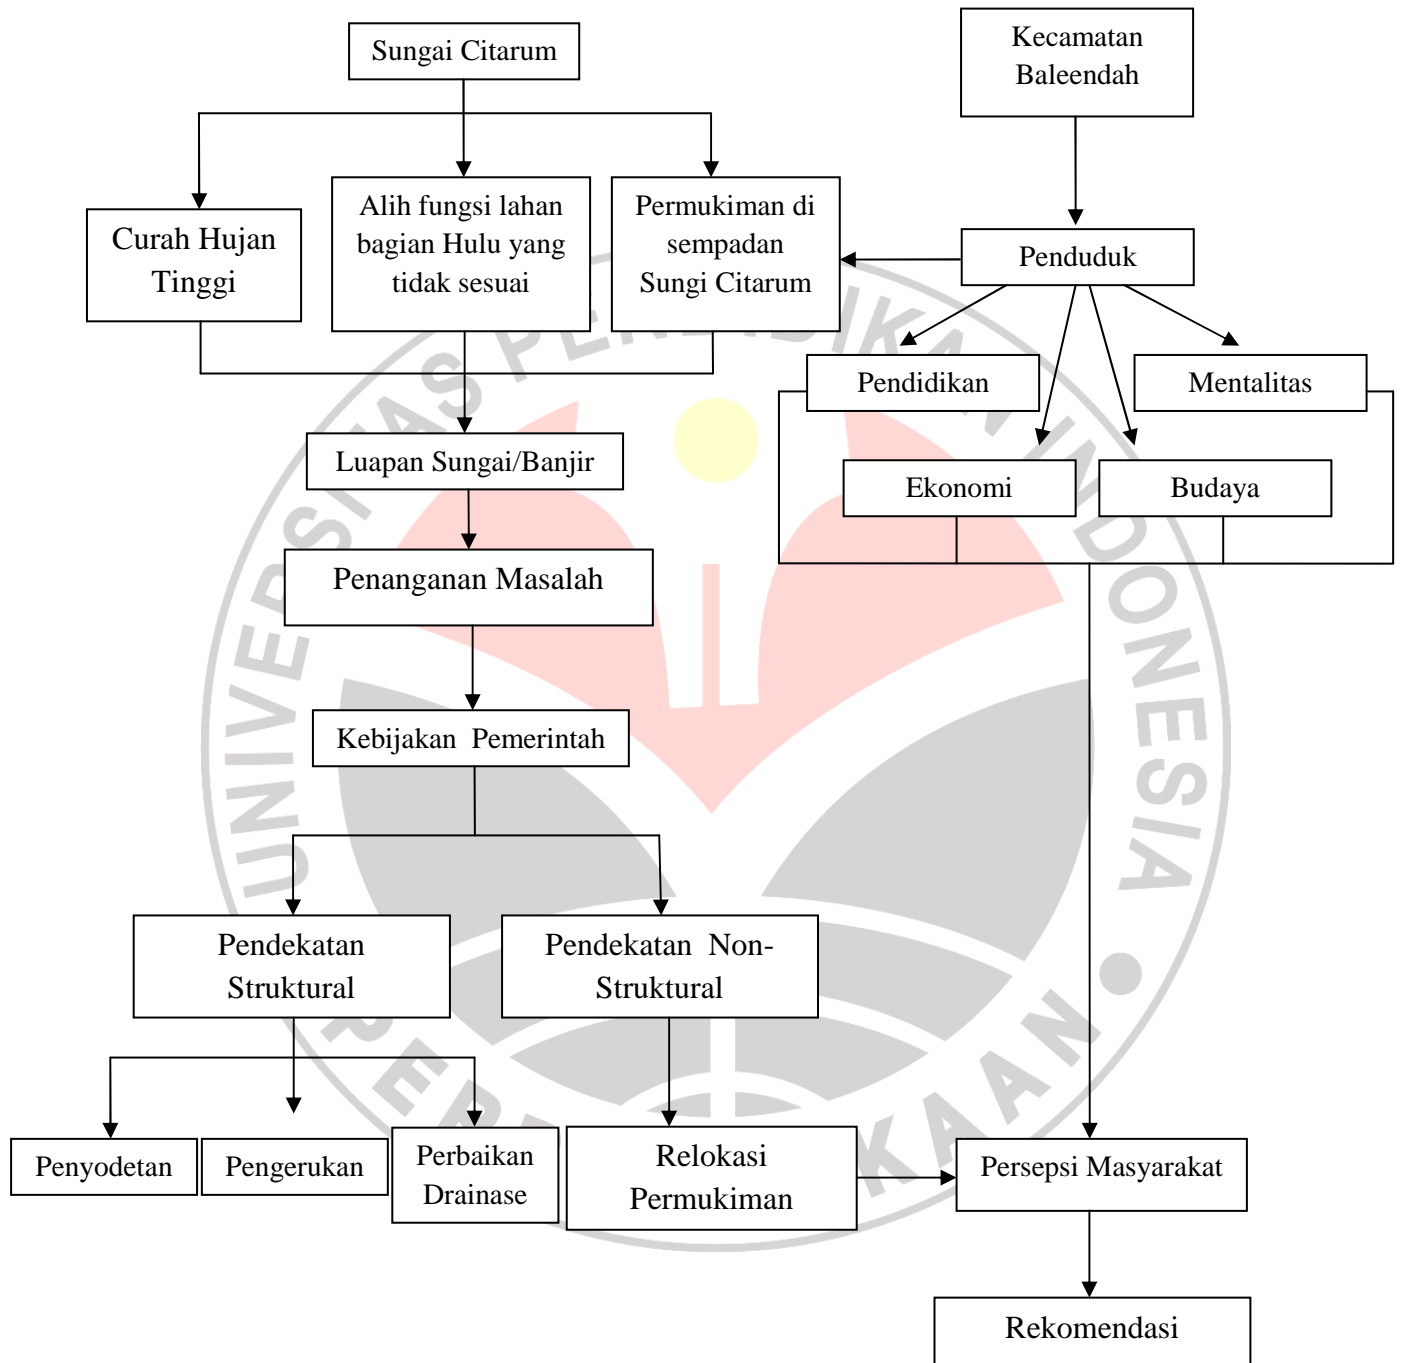 Sungai Citarum
Kecamatan
Baleendah
Curah Hujan
Tinggi
Alih fungsi lahan
bagian Hulu yang
tidak sesuai
Permukiman di
sempadan
Sungi Citarum
Penduduk
Pendidikan
Mentalitas
Ekonomi
Budaya
Luapan Sungai/Banjir
Penanganan Masalah
Kebijakan Pemerintah
Pendekatan
Struktural
Pendekatan Non-
Struktural
Penyodetan
Pengerukan
Perbaikan
Drainase
Relokasi
Permukiman
Persepsi Masyarakat
Rekomendasi
UNIVERSITAS PENDIDIKAN INDONESIA